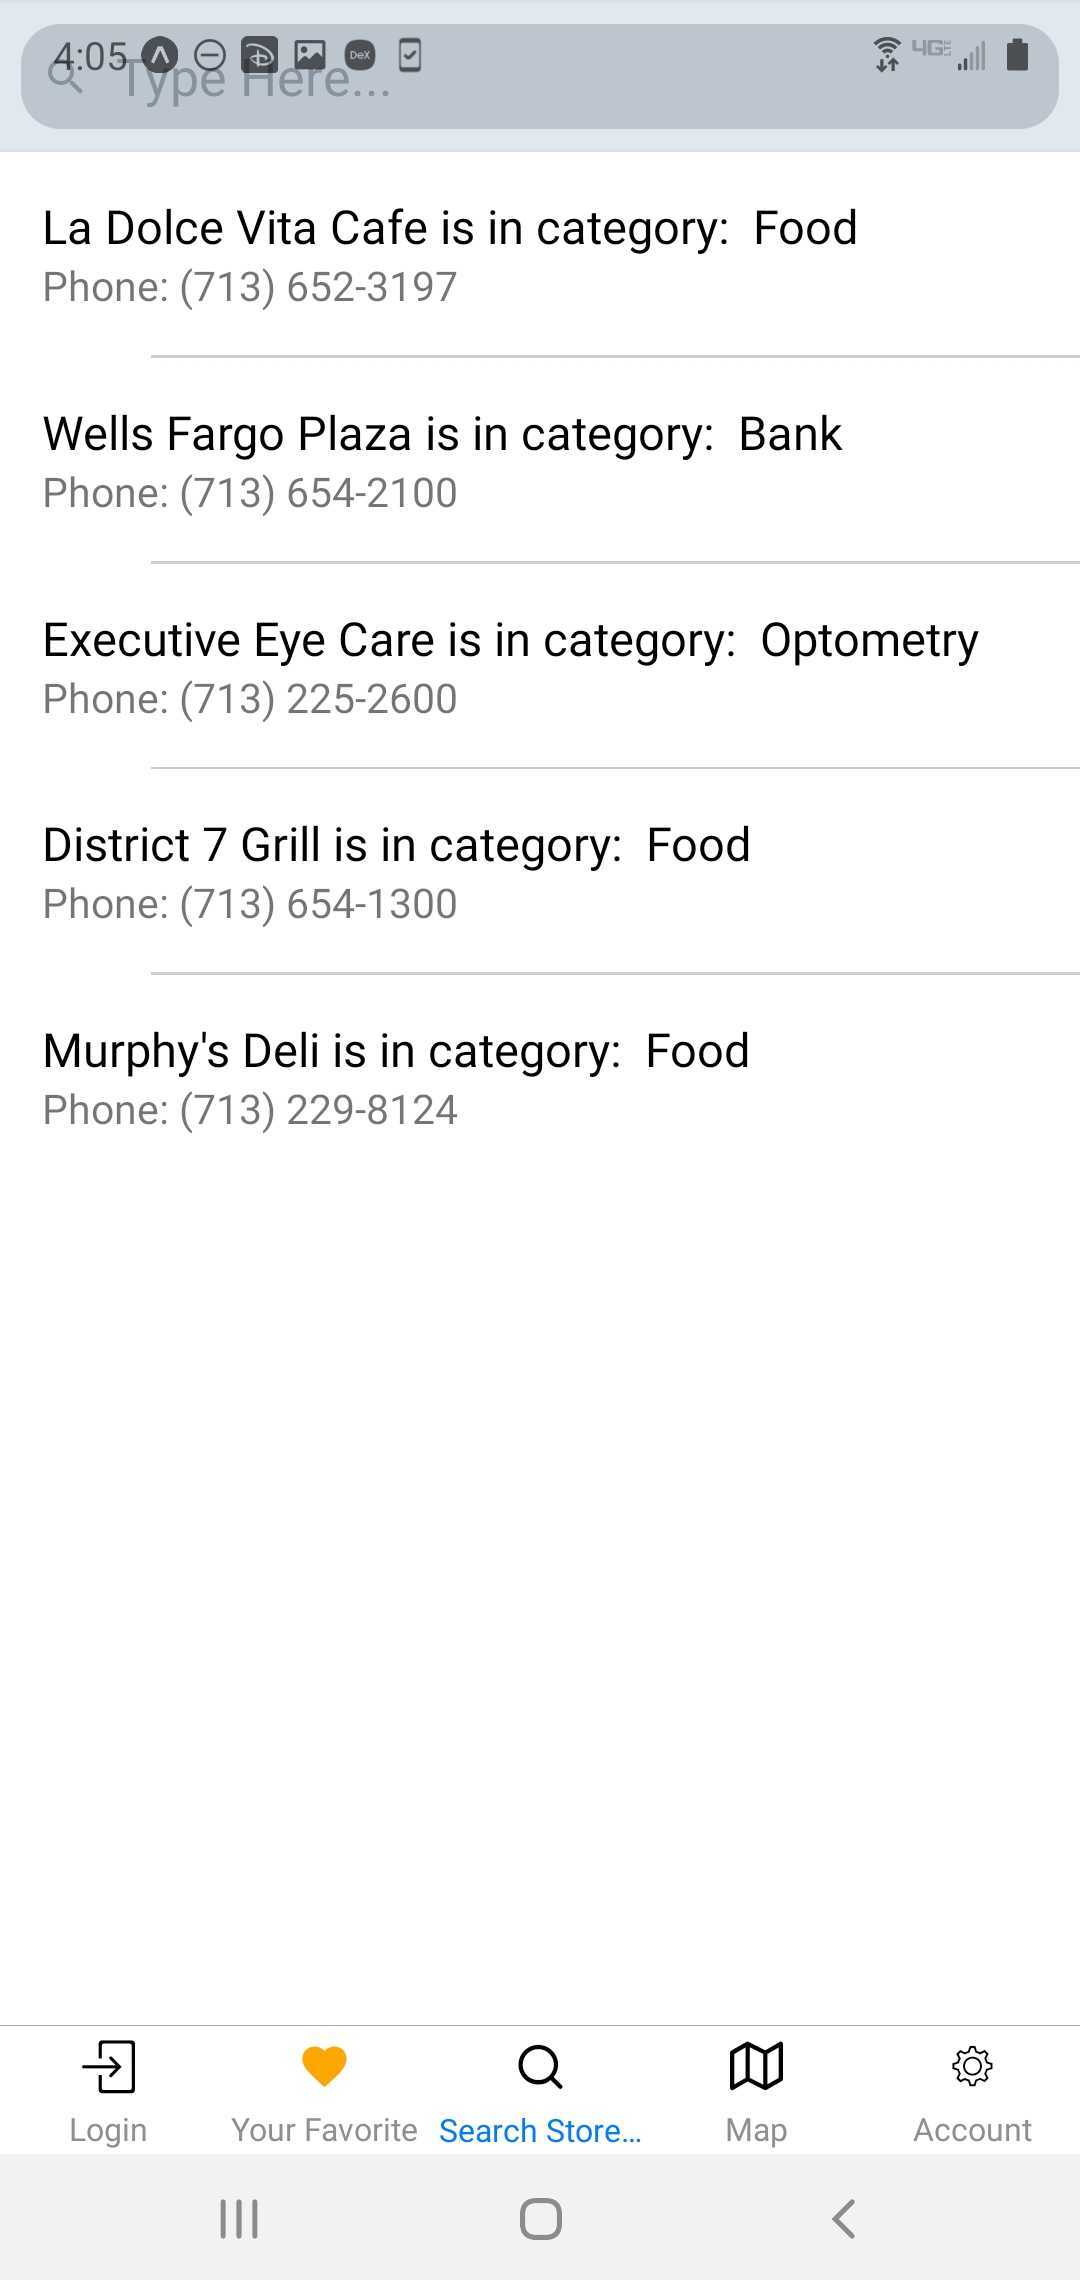 4:05 DeX 4G LTE
Type Here...
La Dolce Vita Cafe is in category:  Food
Phone: (713) 652-3197
Wells Fargo Plaza is in category:  Bank
Phone: (713) 654-2100
Executive Eye Care is in category:  Optometry
Phone: (713) 225-2600
District 7 Grill is in category:  Food
Phone: (713) 654-1300
Murphy's Deli is in category:  Food
Phone: (713) 229-8124
Login Your Favorite Search Store... Map Account